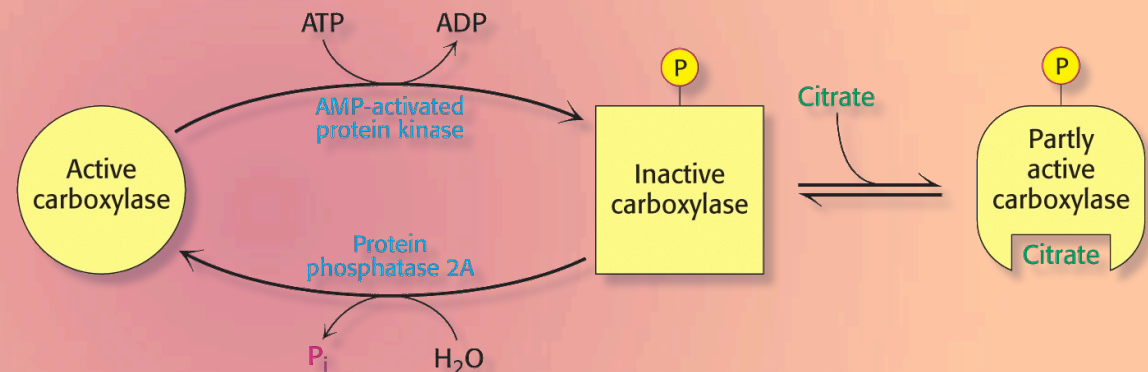 ATP
ADP
AMP-activated
protein kinase
Active
carboxylase
Protein
phosphatase 2A
Pi
H2O
P
Inactive
carboxylase
Citrate
P
Partly
active
carboxylase
Citrate